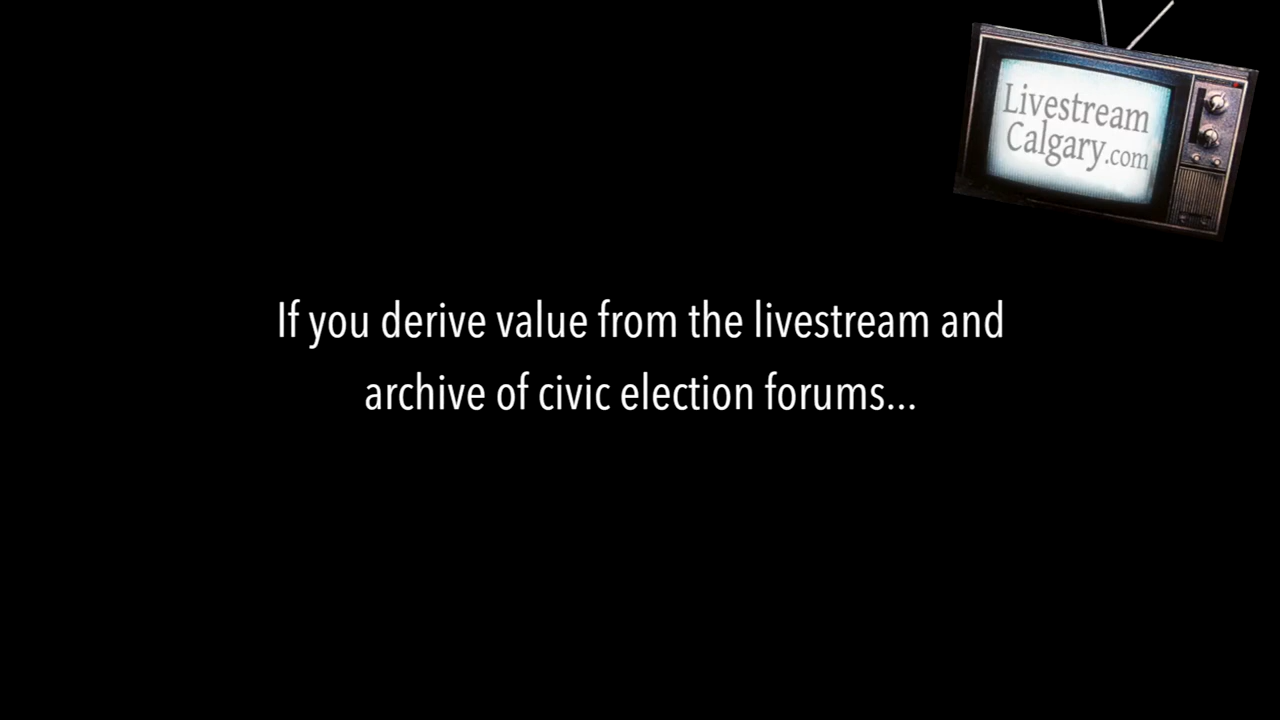 Livestream
Calgary.com
If you derive value from the livestream and
archive of civic election forums...